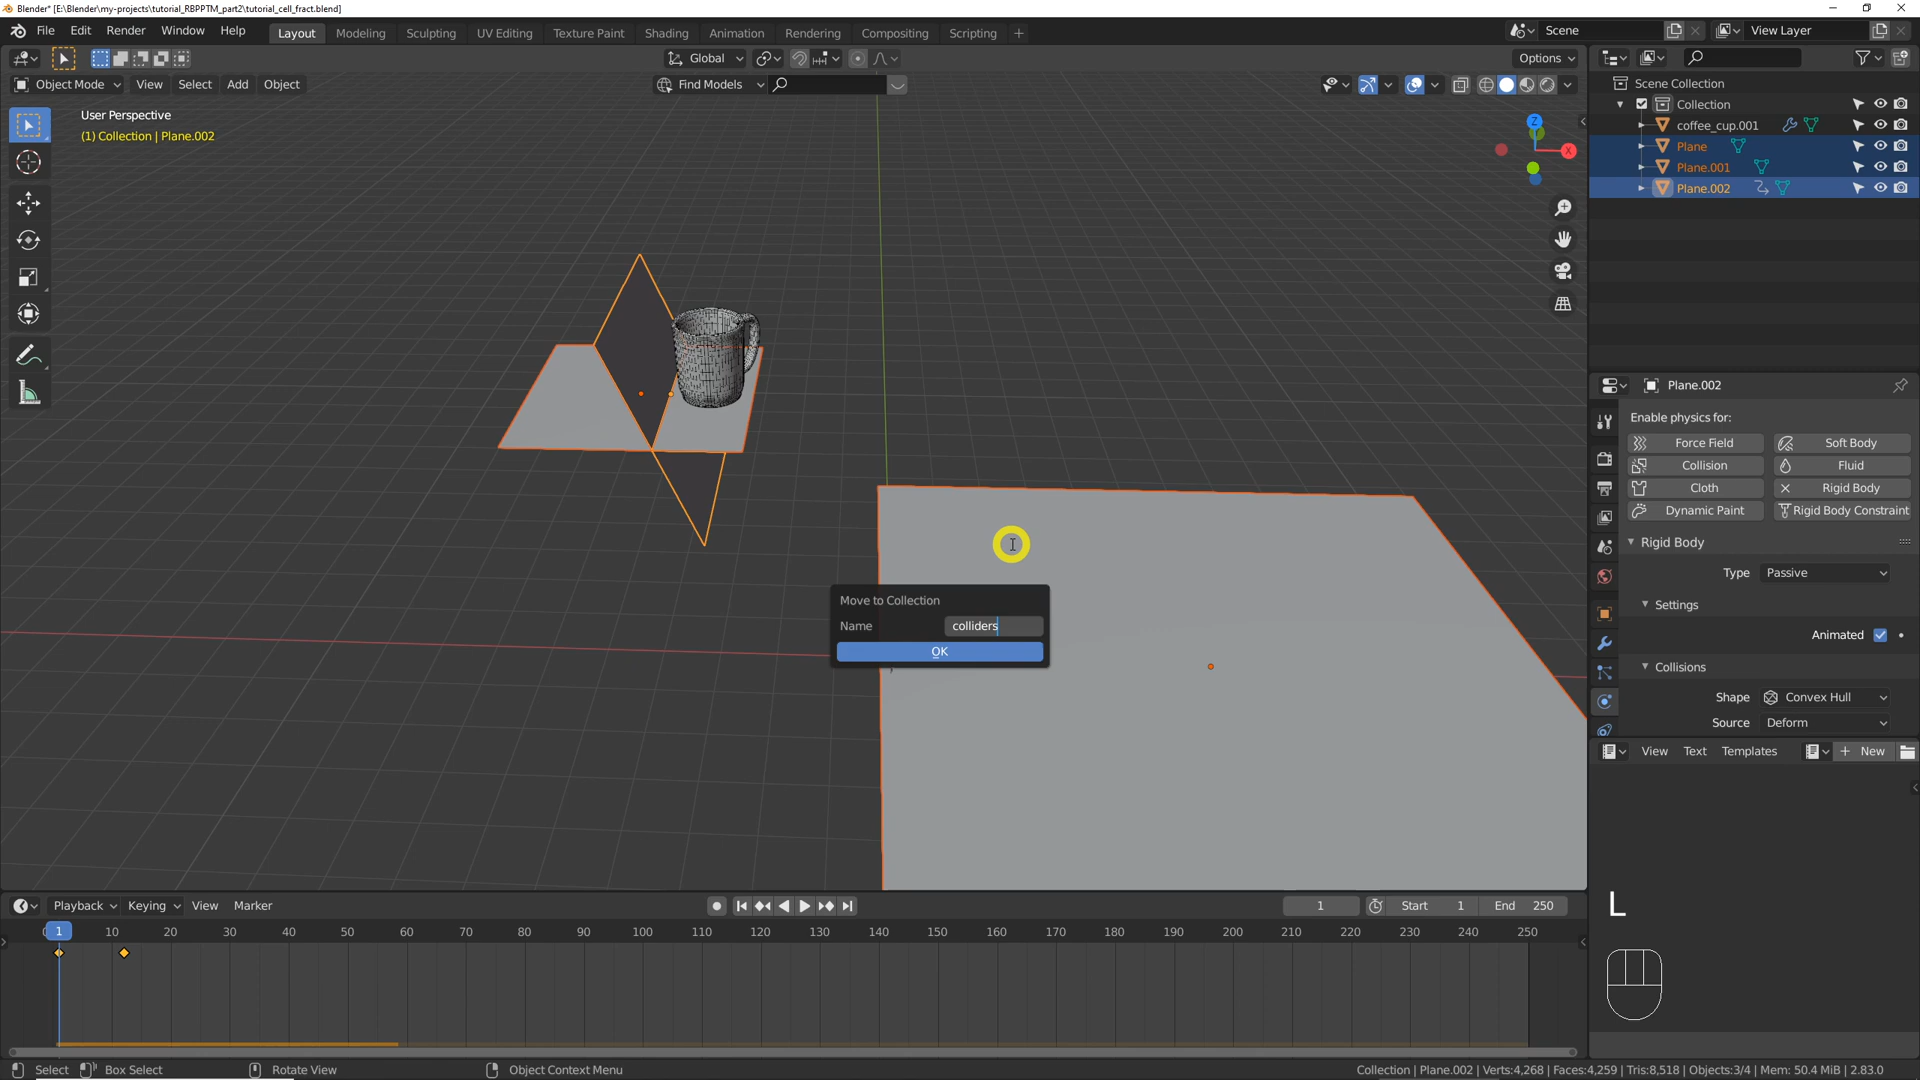 Blender* [E:\Blender\my-projects\tutorial_RBPPTM_part2\tutorial_cell_fract.blend]
File Edit Render Window Help Layout Modeling Sculpting UV Editing Texture Paint Shading Animation Rendering Compositing Scripting + Scene View Layer
Global Options
Object Mode View Select Add Object Find Models
User Perspective
(1) Collection | Plane.002
Z
X
Scene Collection
Collection
coffee_cup.001
Plane
Plane.001
Plane.002
Plane.002
Enable physics for:
Force Field Soft Body
Collision Fluid
Cloth Rigid Body
Dynamic Paint Rigid Body Constraint
Rigid Body
Type Passive
Settings
Animated
Collisions
Shape Convex Hull
Source Deform
View Text Templates New
Move to Collection
Name colliders
OK
L
Playback Keying View Marker 1 Start 1 End 250
1 10 20 30 40 50 60 70 80 90 100 110 120 130 140 150 160 170 180 190 200 210 220 230 240 250
Select Box Select Rotate View Object Context Menu Collection | Plane.002 | Verts:4,268 | Faces:4,259 | Tris:8,518 | Objects:3/4 | Mem: 50.4 MiB | 2.83.0